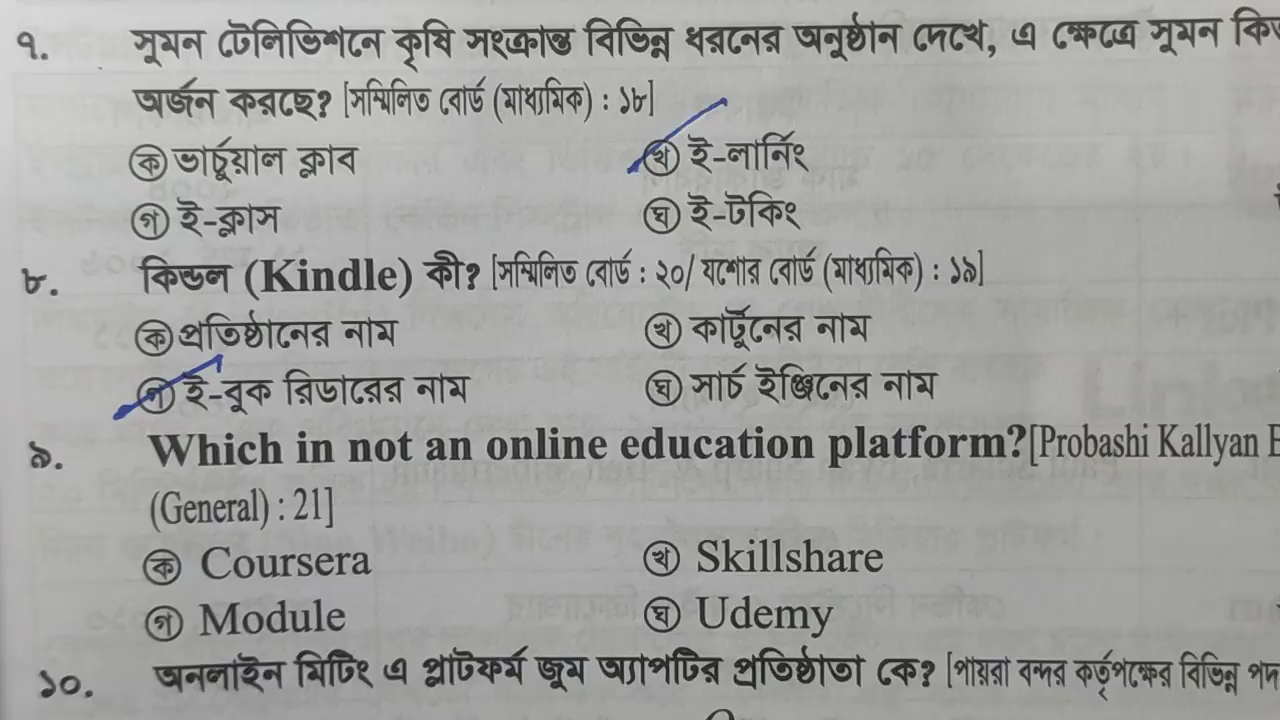 ৭. সুমন টেলিভিশনে কৃষি সংক্রান্ত বিভিন্ন ধরনের অনুষ্ঠান দেখে, এ ক্ষেত্রে সুমন
অর্জন করছে? [সম্মিলিত বোর্ড (মাধ্যমিক) : ১৮]
ক ভার্চুয়াল ক্লাব খ ই-লার্নিং
গ ই-ক্লাস ঘ ই-টকিং
৮. কিন্ডল (Kindle) কী? [সম্মিলিত বোর্ড : ২০/ যশোর বোর্ড (মাধ্যমিক) : ১৯]
ক প্রতিষ্ঠানের নাম খ কার্টুনের নাম
গ ই-বুক রিডারের নাম ঘ সার্চ ইঞ্জিনের নাম
৯. Which in not an online education platform?[Probashi Kallyan
(General) : 21]
ক Coursera খ Skillshare
গ Module ঘ Udemy
১০. অনলাইন মিটিং এ প্লাটফর্ম জুম অ্যাপটির প্রতিষ্ঠাতা কে? [পায়রা বন্দর কর্তৃপক্ষের বিভিন্ন পদ